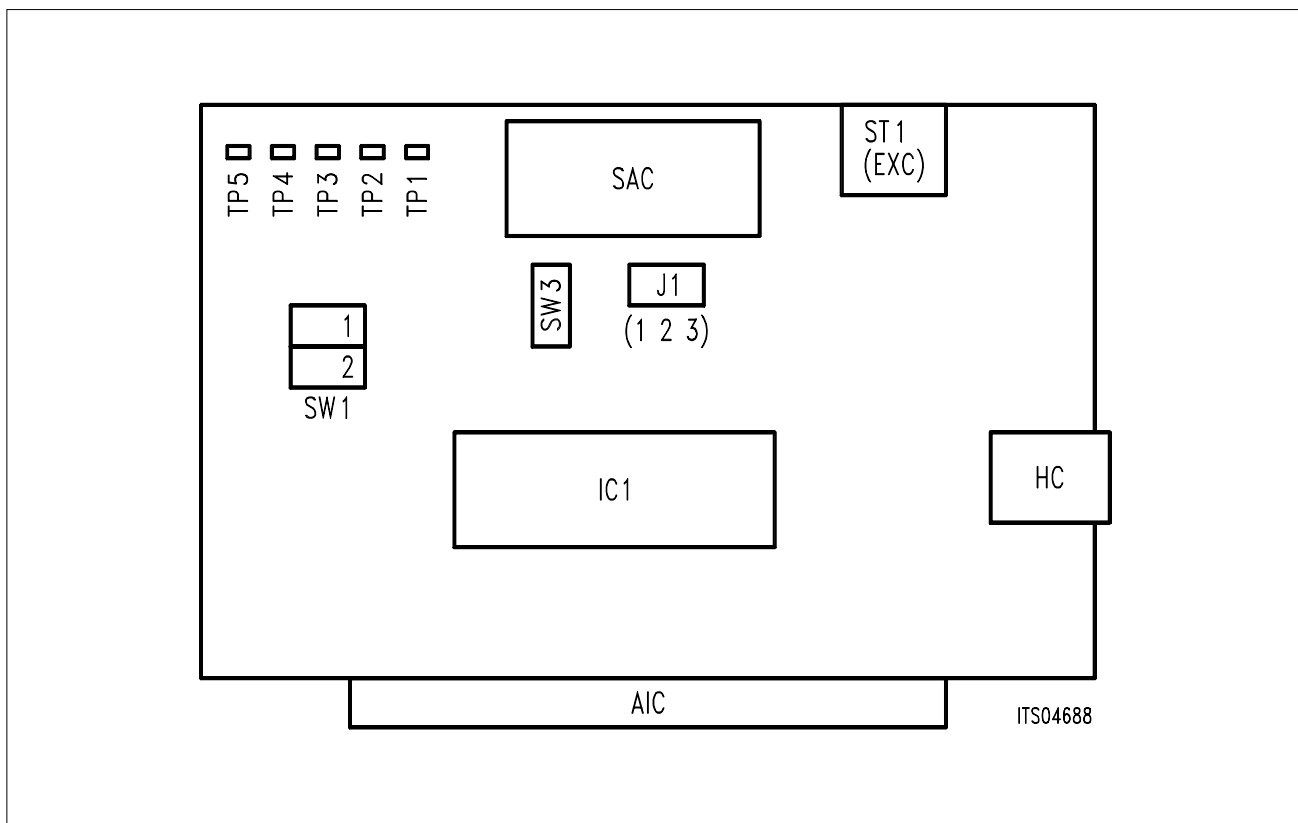 ST1
(EXC)
SAC
TP5
TP4
TP3
TP2
TP1
SW3
J1
(1 2 3)
1
2
SW1
IC1
HC
AIC
ITS04688